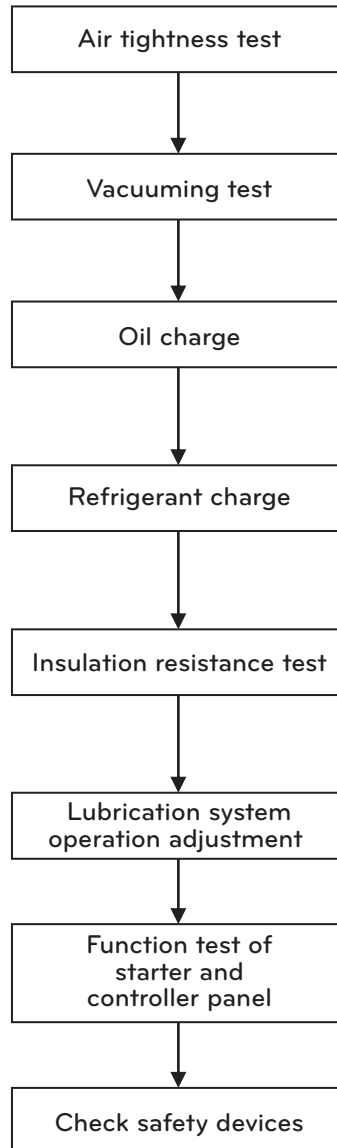 Air tightness test
Vacuuming test
Oil charge
Refrigerant charge
Insulation resistance test
Lubrication system
operation adjustment
Function test of
starter and
controller panel
Check safety devices